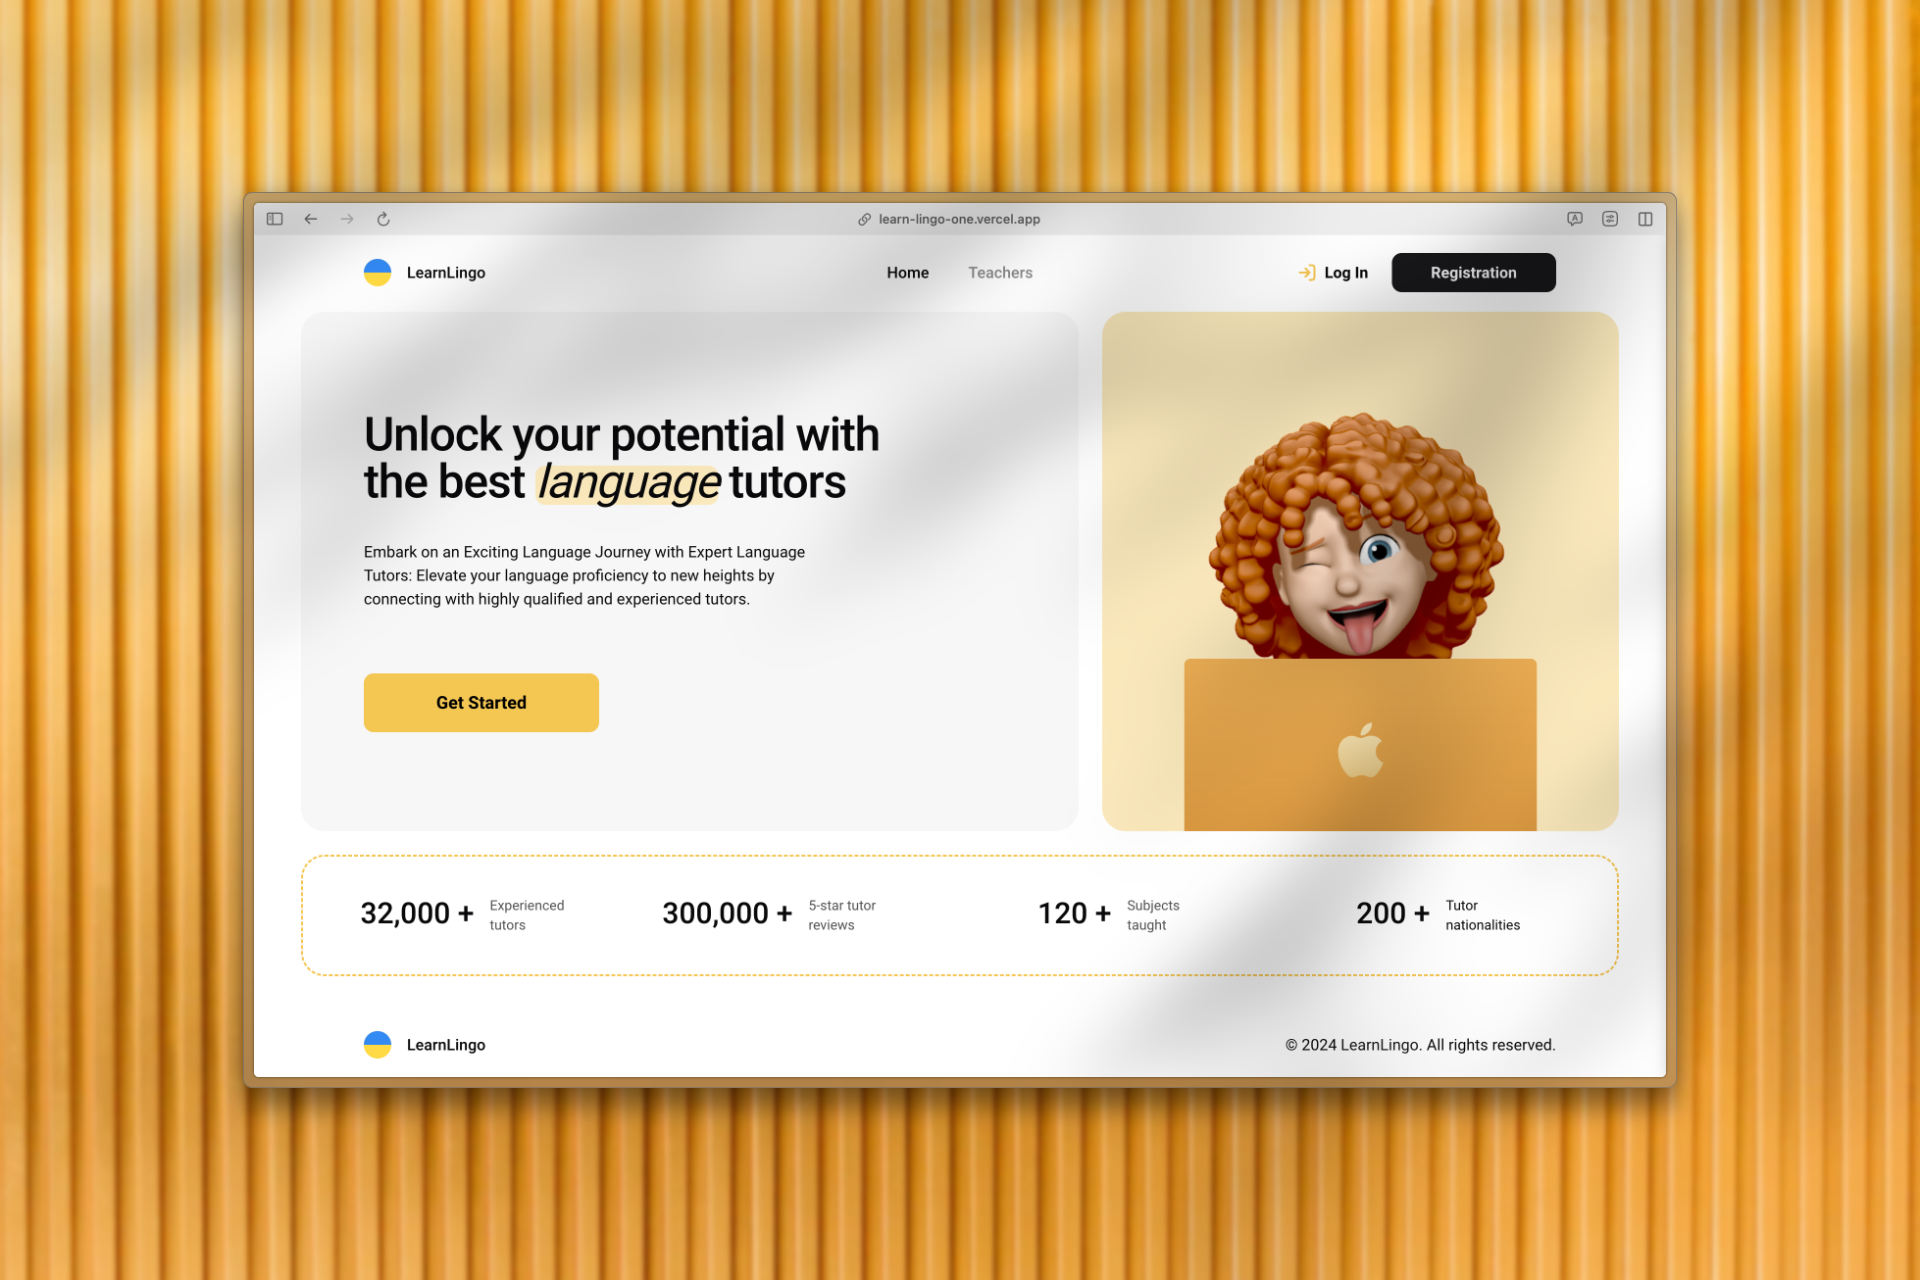 learn-lingo-one.vercel.app
LearnLingo
Home
Teachers
Log In
Registration
Unlock your potential with
the best language tutors
Embark on an Exciting Language Journey with Expert Language
Tutors: Elevate your language proficiency to new heights by
connecting with highly qualified and experienced tutors.
Get Started
32,000 +
Experienced
tutors
300,000 +
5-star tutor
reviews
120 +
Subjects
taught
200 +
Tutor
nationalities
LearnLingo
© 2024 LearnLingo. All rights reserved.